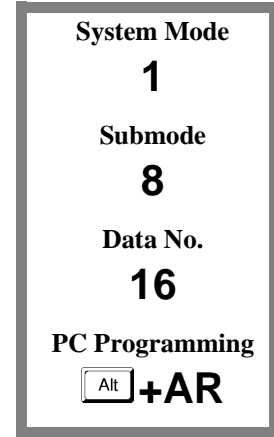 System Mode
1
Submode
8
Data No.
16
PC Programming
Alt +AR